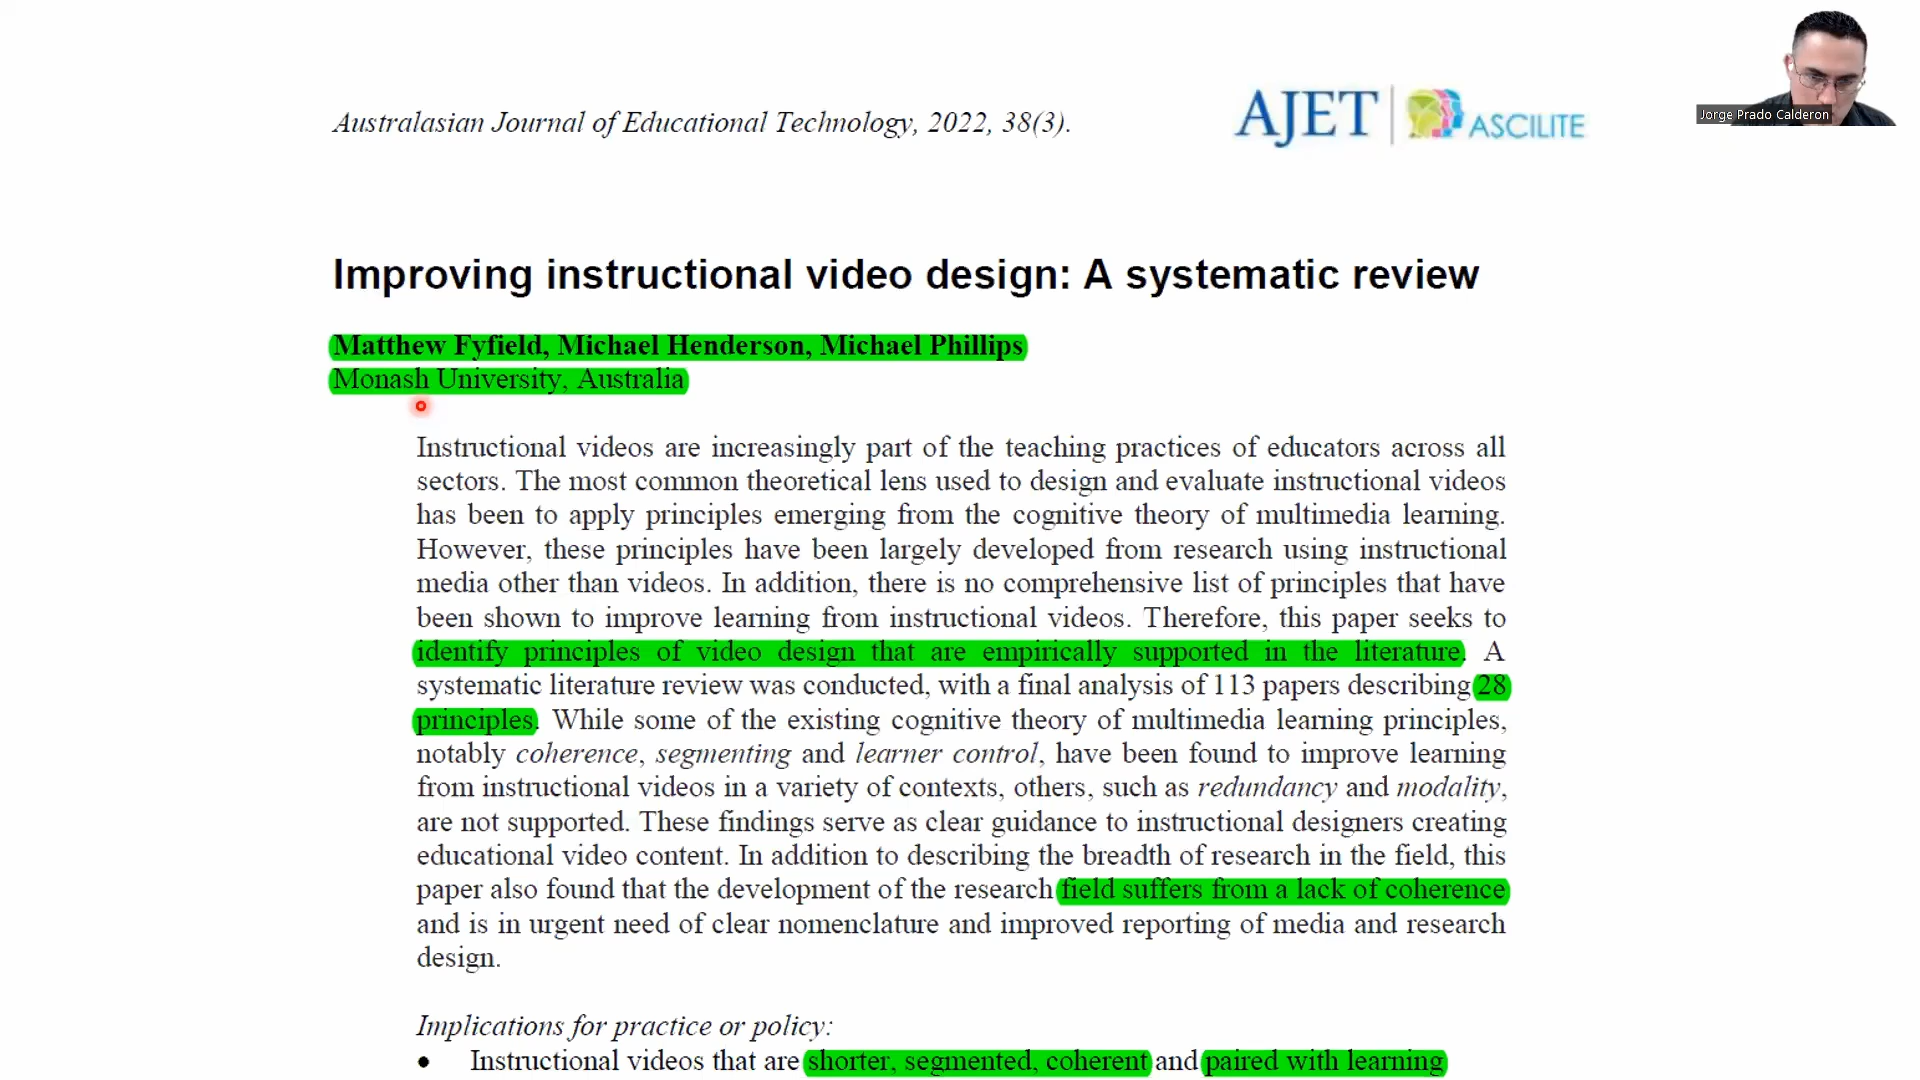 Australasian Journal of Educational Technology, 2022, 38(3).
AJET
ASCILITE
Jorge Prado Calderon
Improving instructional video design: A systematic review
Matthew Fyfield, Michael Henderson, Michael Phillips
Monash University, Australia
Instructional videos are increasingly part of the teaching practices of educators across all
sectors. The most common theoretical lens used to design and evaluate instructional videos
has been to apply principles emerging from the cognitive theory of multimedia learning.
However, these principles have been largely developed from research using instructional
media other than videos. In addition, there is no comprehensive list of principles that have
been shown to improve learning from instructional videos. Therefore, this paper seeks to
identify principles of video design that are empirically supported in the literature. A
systematic literature review was conducted, with a final analysis of 113 papers describing 28
principles. While some of the existing cognitive theory of multimedia learning principles,
notably coherence, segmenting and learner control, have been found to improve learning
from instructional videos in a variety of contexts, others, such as redundancy and modality,
are not supported. These findings serve as clear guidance to instructional designers creating
educational video content. In addition to describing the breadth of research in the field, this
paper also found that the development of the research field suffers from a lack of coherence
and is in urgent need of clear nomenclature and improved reporting of media and research
design.
Implications for practice or policy:
• Instructional videos that are shorter, segmented, coherent and paired with learning